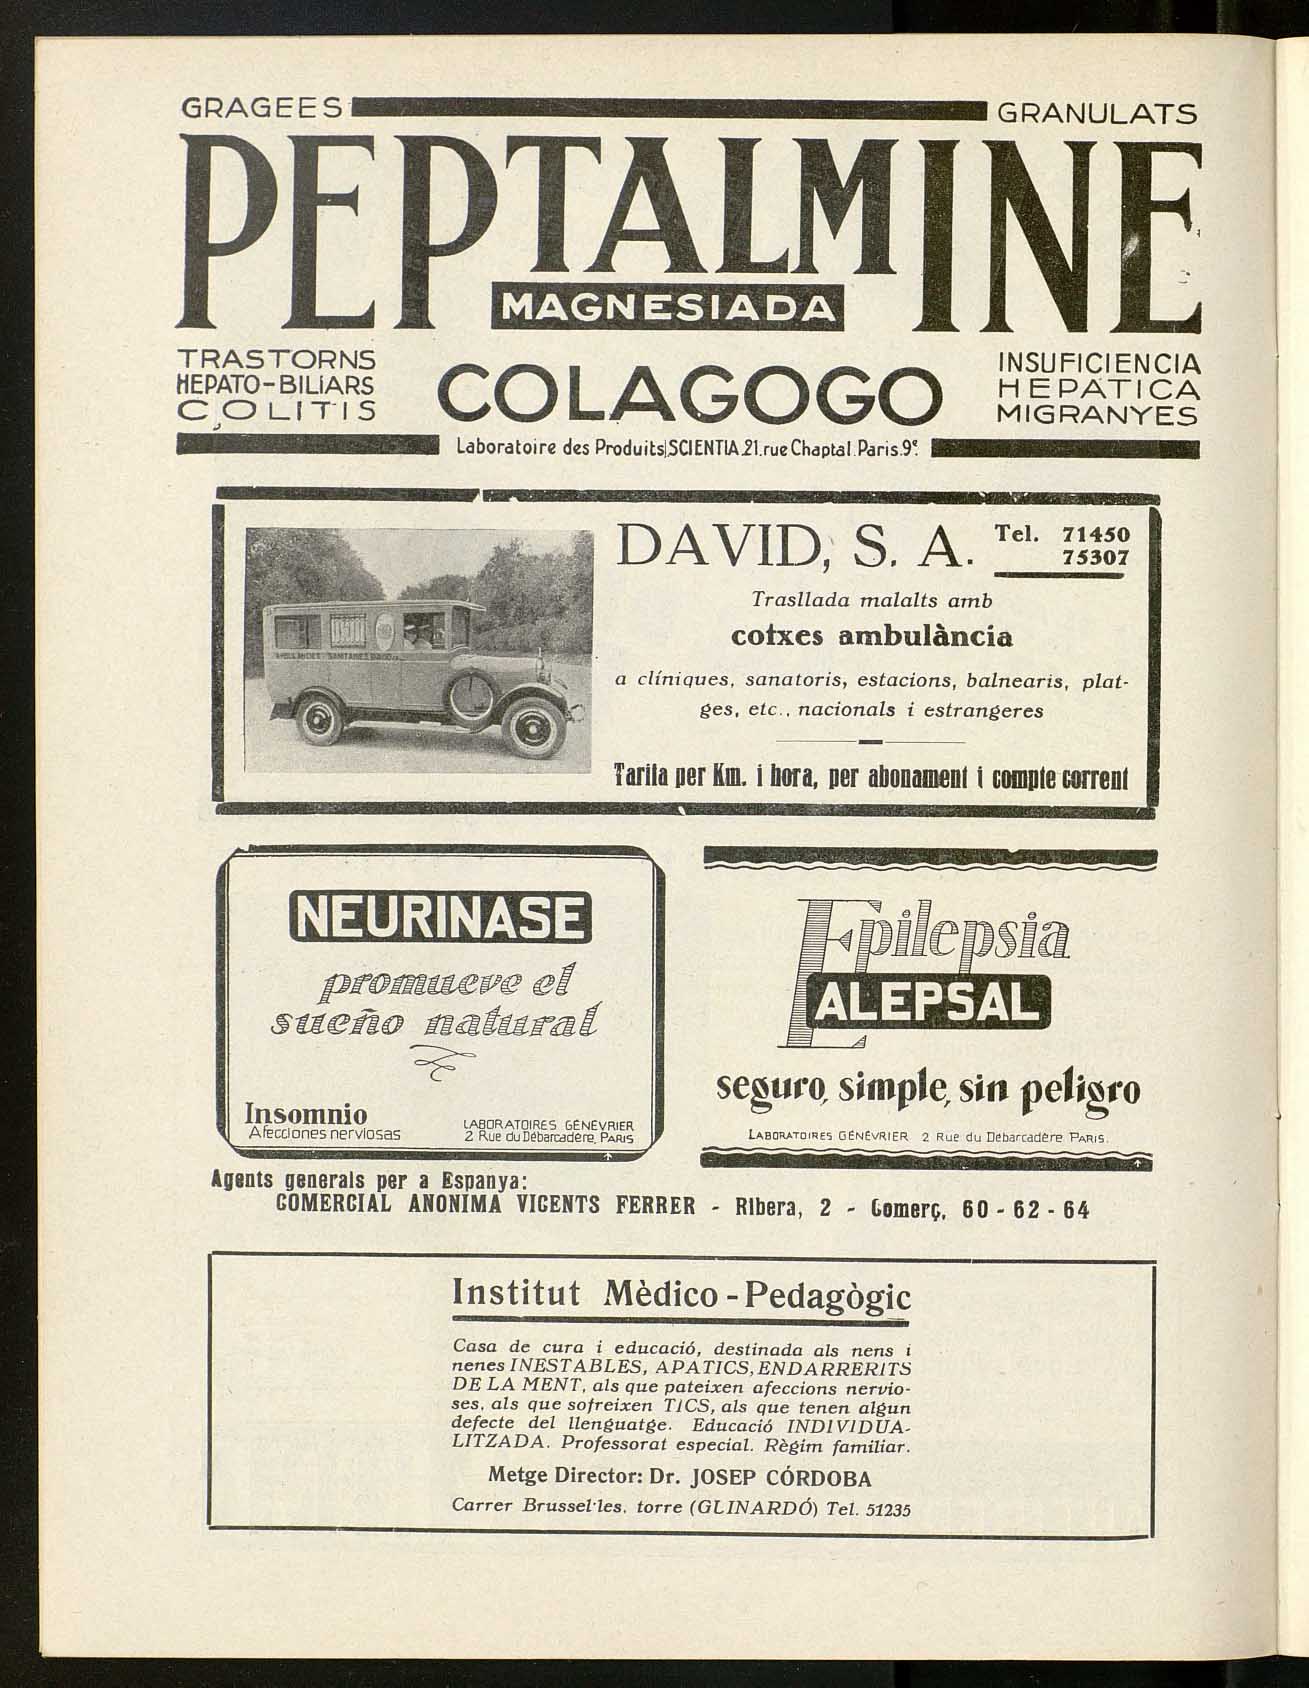 GRAGEES
GRANULATS
PEPTALMINE
MAGNESIADA
TRASTORNS
HEPATO-BILIARS
COLITIS
COLAGOGO
INSUFICIENCIA
HEPÀTICA
MIGRANYES
Laboratoire des Produits SCIENTIA.21.rue Chaptal.Paris.9e.
DAVID, S. A.
Tel. 71450
75307
Trasllada malalts amb
cotxes ambulància
a clíniques, sanatoris, estacions, balnearis, plat-
ges, etc., nacionals i estrangeres
Tarifa per Km. i hora, per abonament i compte corrent
NEURINASE
promueve el
sueño natural
Insomnio
Afecciones nerviosas
LABORATOIRES GÉNÉVRIER
2 Rue du Débarcadère, PARIS
Epilepsia
ALEPSAL
seguro, simple, sin peligro
LABORATOIRES GÉNÉVRIER 2 Rue du Débarcadère PARIS.
Agents generals per a Espanya:
COMERCIAL ANONIMA VICENTS FERRER - Ribera, 2 - Comerç, 60 - 62 - 64
Institut Mèdico - Pedagògic
Casa de cura i educació, destinada als nens i
nenes INESTABLES, APATICS, ENDARRERITS
DE LA MENT, als que pateixen afeccions nervio-
ses, als que sofreixen TICS, als que tenen algun
defecte del llenguatge. Educació INDIVIDUA-
LITZADA. Professorat especial. Règim familiar.
Metge Director: Dr. JOSEP CÓRDOBA
Carrer Brussel·les, torre (GUINARDÓ) Tel. 51235